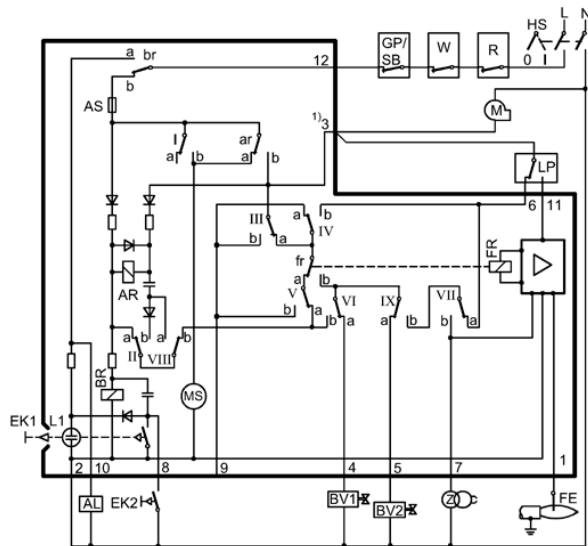 HS L N
0 I
GP/ SB
W
R
a br
b
12
AS
M
1) 3
I ar
a b a b
LP
6 11
a b
III IV
b a
fr
FR
AR
V VI IX VII
b a b a b a b a
a b a b
II VIII
BR
MS
EK1 L1
2 10 8 9 4 5 7 1
AL
EK2
BV1
BV2
Z
FE